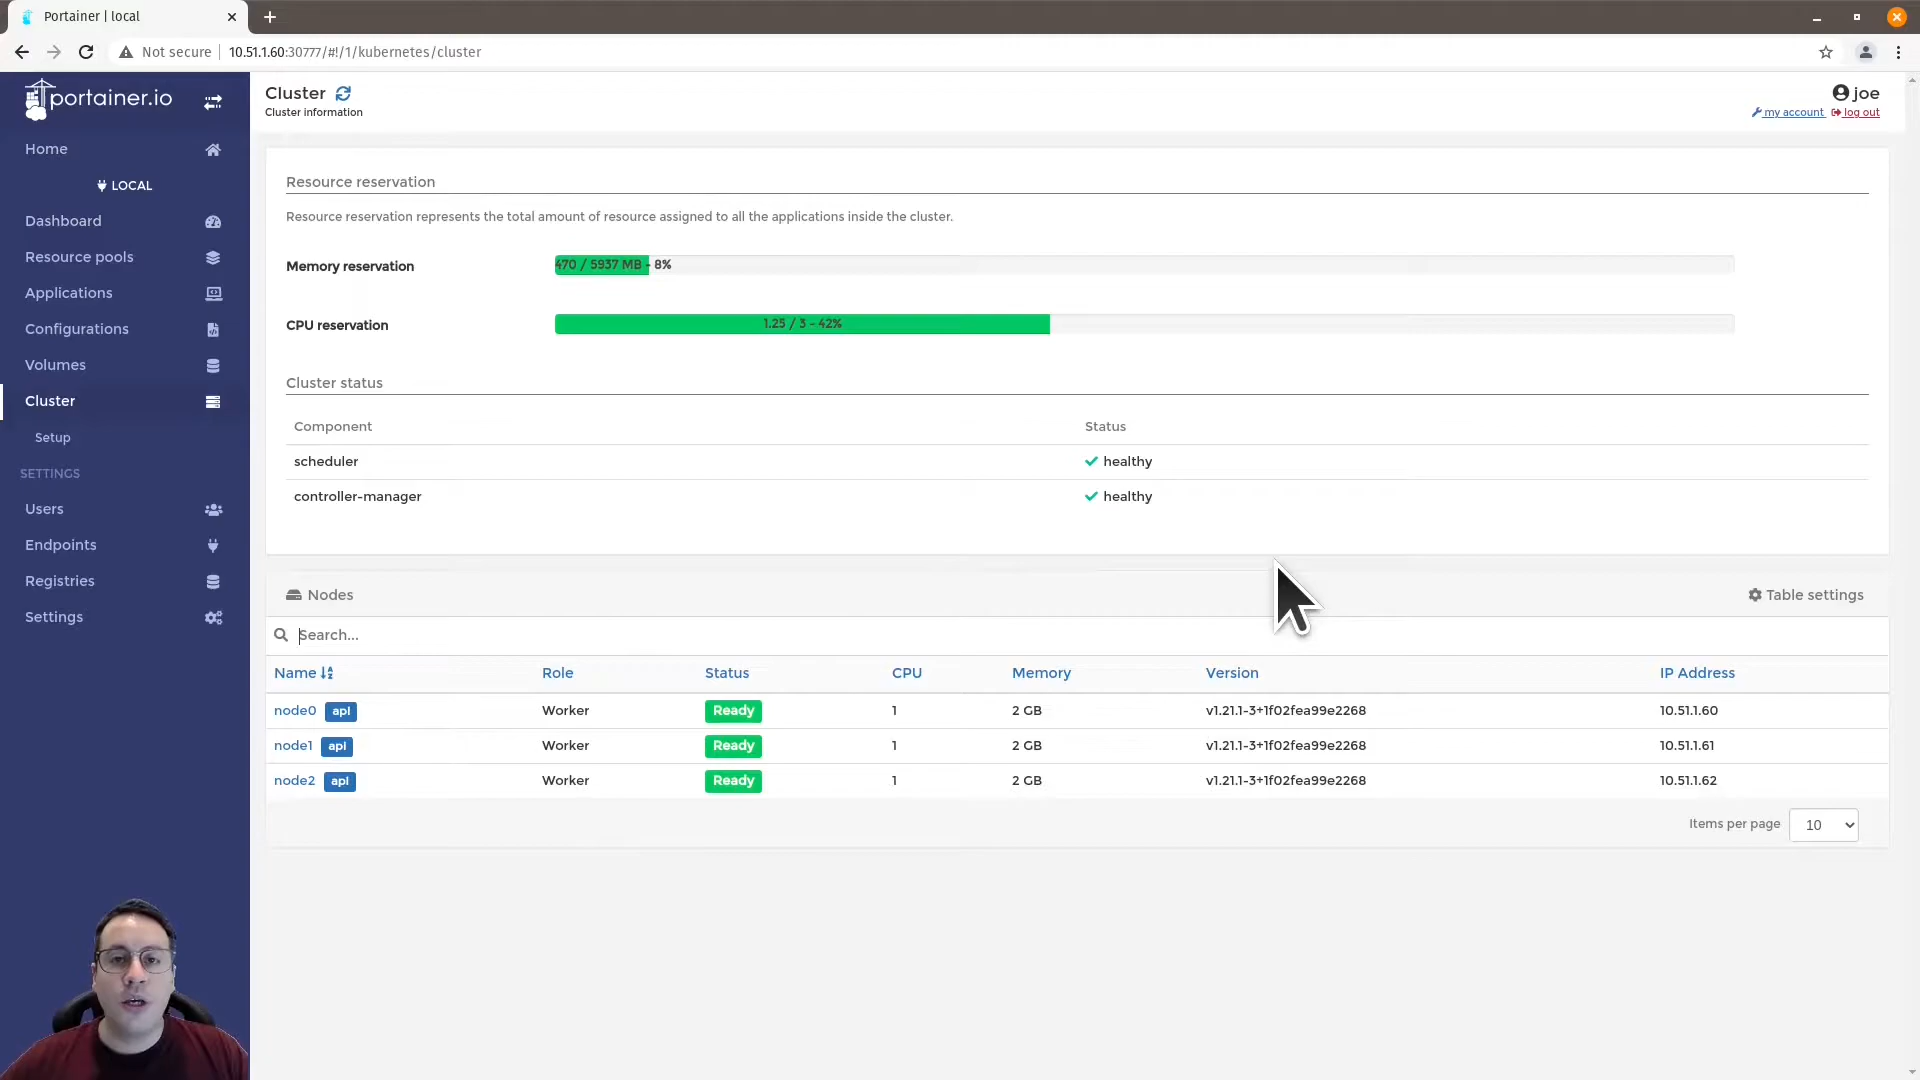 Portainer | local
Not secure
10.51.1.60:30777/#!/1/kubernetes/cluster
portainer.io
Home
LOCAL
Dashboard
Resource pools
Applications
Configurations
Volumes
Cluster
Setup
SETTINGS
Users
Endpoints
Registries
Settings
Cluster
Cluster information
joe
my account log out
Resource reservation
Resource reservation represents the total amount of resource assigned to all the applications inside the cluster.
Memory reservation
470 / 5937 MB - 8%
CPU reservation
1.25 / 3 - 42%
Cluster status
Component Status
scheduler healthy
controller-manager healthy
Nodes
Table settings
Search...
Name Role Status CPU Memory Version IP Address
node0 api Worker Ready 1 2 GB v1.21.1-3+1f02fea99e2268 10.51.1.60
node1 api Worker Ready 1 2 GB v1.21.1-3+1f02fea99e2268 10.51.1.61
node2 api Worker Ready 1 2 GB v1.21.1-3+1f02fea99e2268 10.51.1.62
Items per page 10